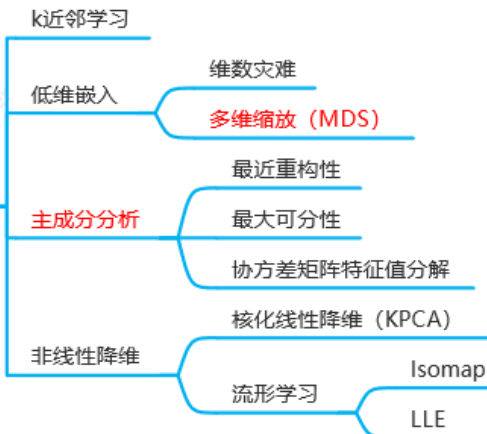 k近邻学习
低维嵌入
维数灾难
多维缩放（MDS）
主成分分析
最近重构性
最大可分性
协方差矩阵特征值分解
非线性降维
核化线性降维（KPCA）
流形学习
Isomap
LLE